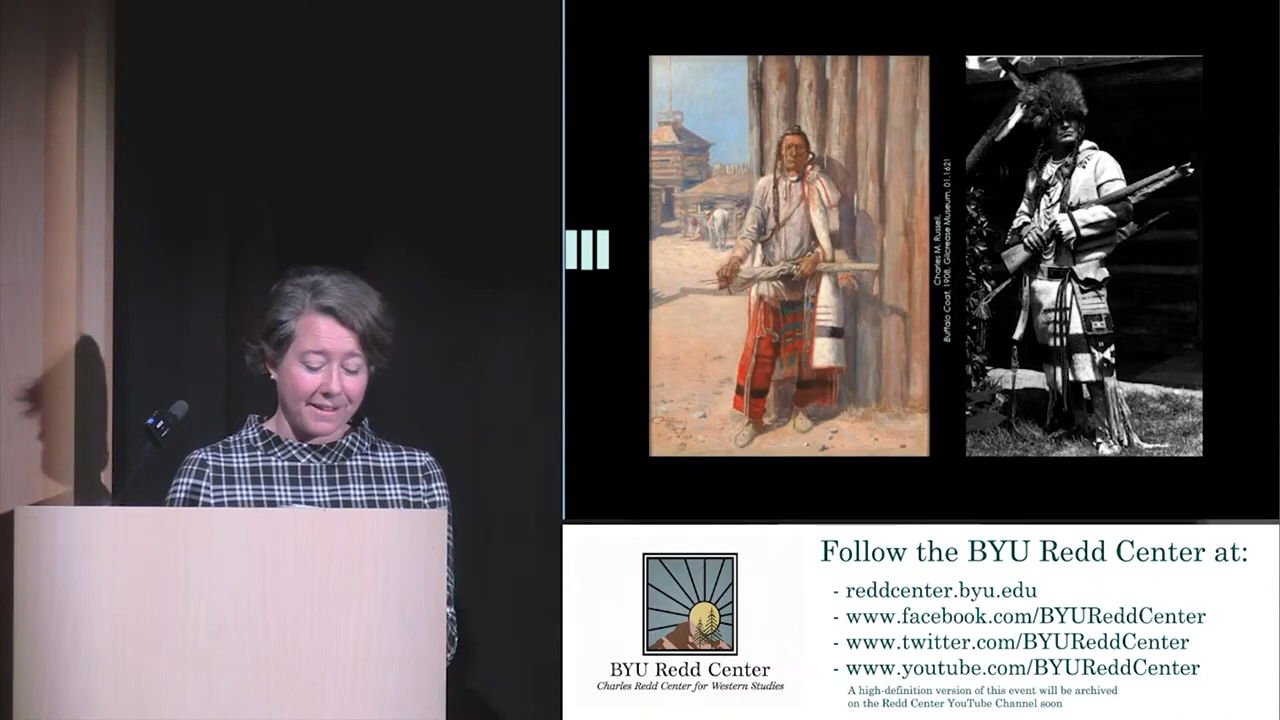 Charles M. Russell,
Buffalo Coat, 1908, Gilcrease Museum, 01.1621
Follow the BYU Redd Center at:
- reddcenter.byu.edu
- www.facebook.com/BYUReddCenter
- www.twitter.com/BYUReddCenter
- www.youtube.com/BYUReddCenter
A high-definition version of this event will be archived
on the Redd Center YouTube Channel soon
BYU Redd Center
Charles Redd Center for Western Studies